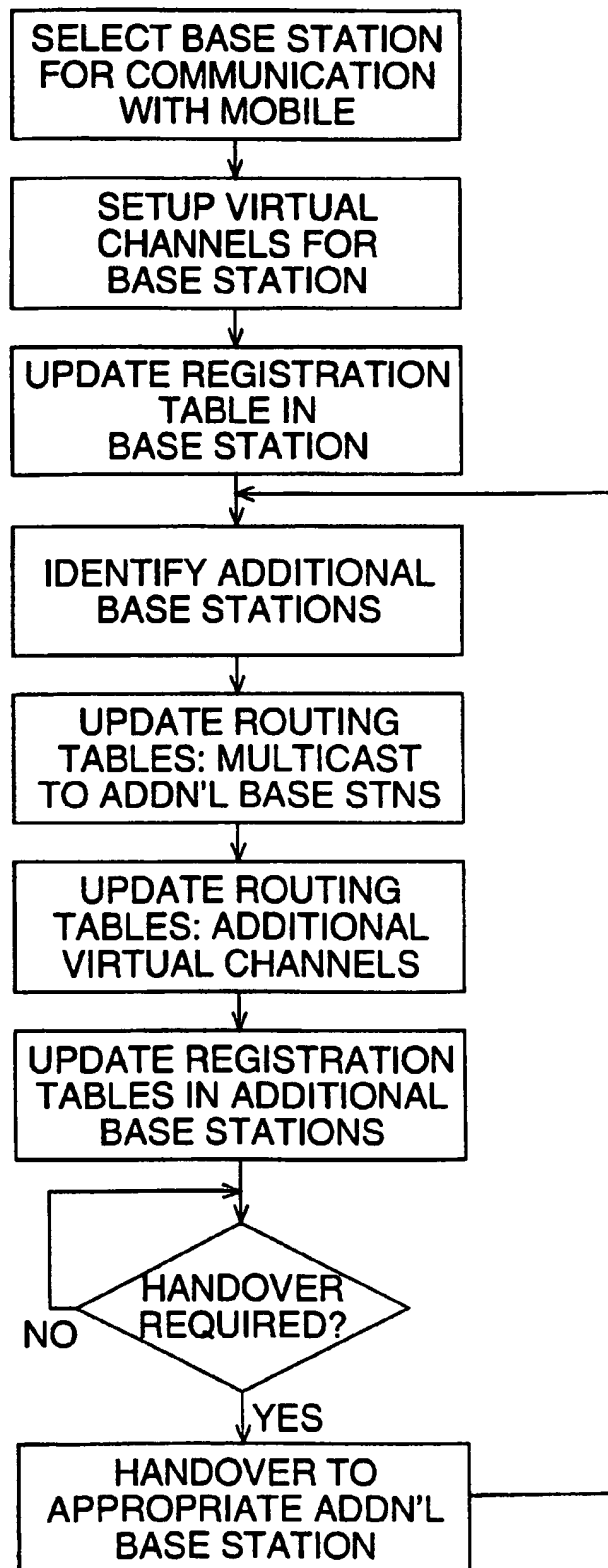 SELECT BASE STATION
FOR COMMUNICATION
WITH MOBILE
SETUP VIRTUAL
CHANNELS FOR
BASE STATION
UPDATE REGISTRATION
TABLE IN
BASE STATION
IDENTIFY ADDITIONAL
BASE STATIONS
UPDATE ROUTING
TABLES: MULTICAST
TO ADDN'L BASE STNS
UPDATE ROUTING
TABLES: ADDITIONAL
VIRTUAL CHANNELS
UPDATE REGISTRATION
TABLES IN ADDITIONAL
BASE STATIONS
HANDOVER
REQUIRED?
NO
YES
HANDOVER TO
APPROPRIATE ADDN'L
BASE STATION